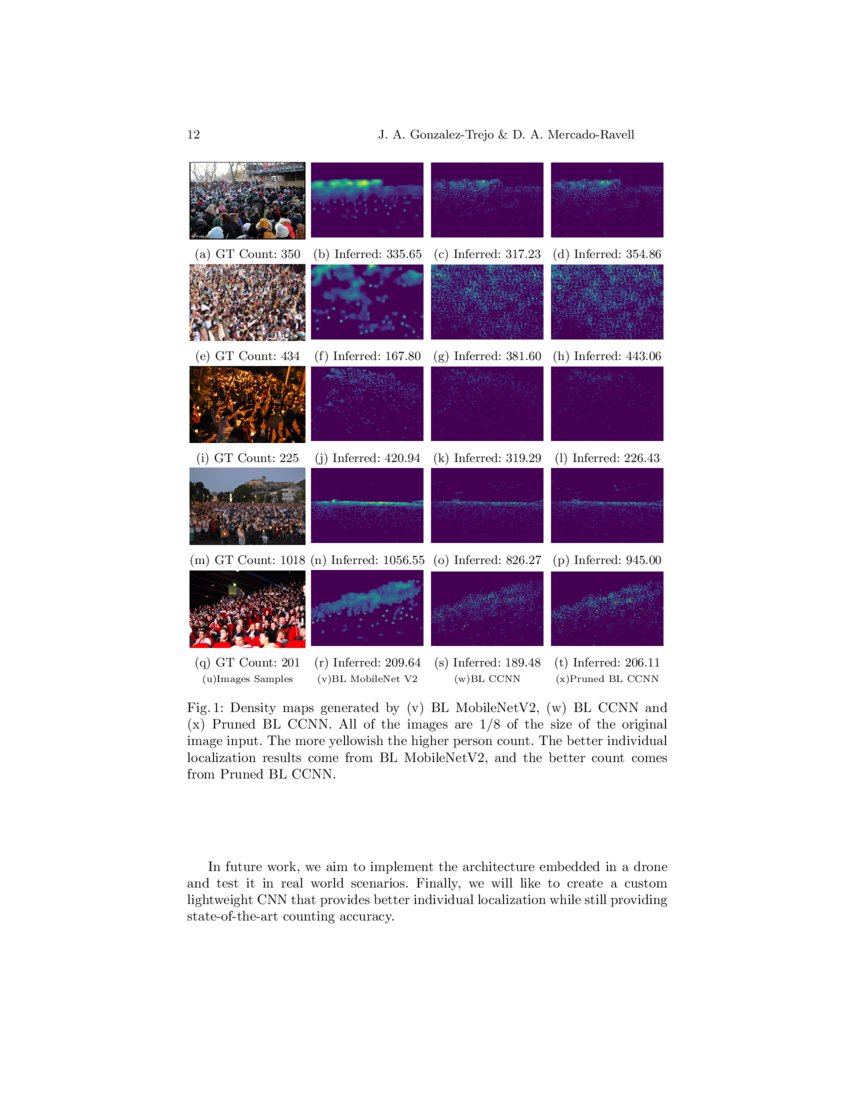 12
J. A. Gonzalez-Trejo & D. A. Mercado-Ravell
(a) GT Count: 350 (b) Inferred: 335.65 (c) Inferred: 317.23 (d) Inferred: 354.86
(e) GT Count: 434 (f) Inferred: 167.80 (g) Inferred: 381.60 (h) Inferred: 443.06
(i) GT Count: 225 (j) Inferred: 420.94 (k) Inferred: 319.29 (l) Inferred: 226.43
(m) GT Count: 1018 (n) Inferred: 1056.55 (o) Inferred: 826.27 (p) Inferred: 945.00
(q) GT Count: 201 (r) Inferred: 209.64 (s) Inferred: 189.48 (t) Inferred: 206.11
(u)Images Samples (v)BL MobileNet V2 (w)BL CCNN (x)Pruned BL CCNN
Fig. 1: Density maps generated by (v) BL MobileNetV2, (w) BL CCNN and
(x) Pruned BL CCNN. All of the images are 1/8 of the size of the original
image input. The more yellowish the higher person count. The better individual
localization results come from BL MobileNetV2, and the better count comes
from Pruned BL CCNN.
In future work, we aim to implement the architecture embedded in a drone
and test it in real world scenarios. Finally, we will like to create a custom
lightweight CNN that provides better individual localization while still providing
state-of-the-art counting accuracy.